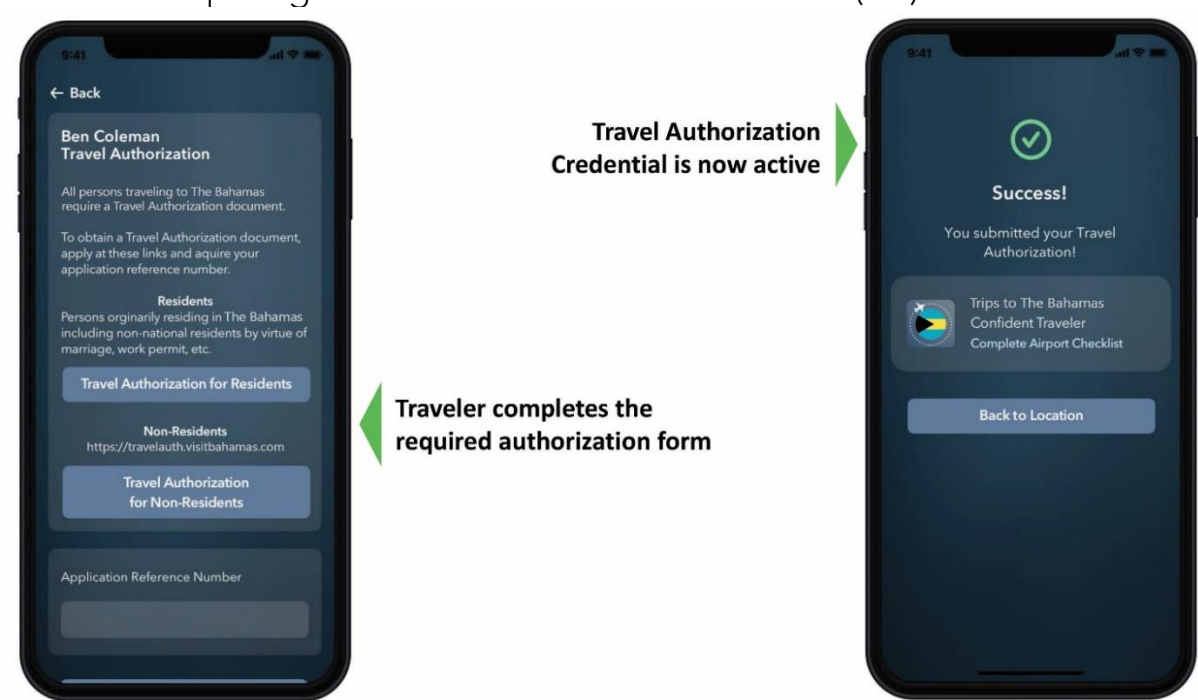 9:41
← Back
Ben Coleman
Travel Authorization
All persons traveling to The Bahamas
require a Travel Authorization document.
To obtain a Travel Authorization document,
apply at these links and aquire your
application reference number.
Residents
Persons orginarily residing in The Bahamas
including non-national residents by virtue of
marriage, work permit, etc.
Travel Authorization for Residents
Non-Residents
https://travelauth.visitbahamas.com
Travel Authorization
for Non-Residents
Application Reference Number
Traveler completes the
required authorization form
Travel Authorization
Credential is now active
9:41
Success!
You submitted your Travel
Authorization!
Trips to The Bahamas
Confident Traveler
Complete Airport Checklist
Back to Location